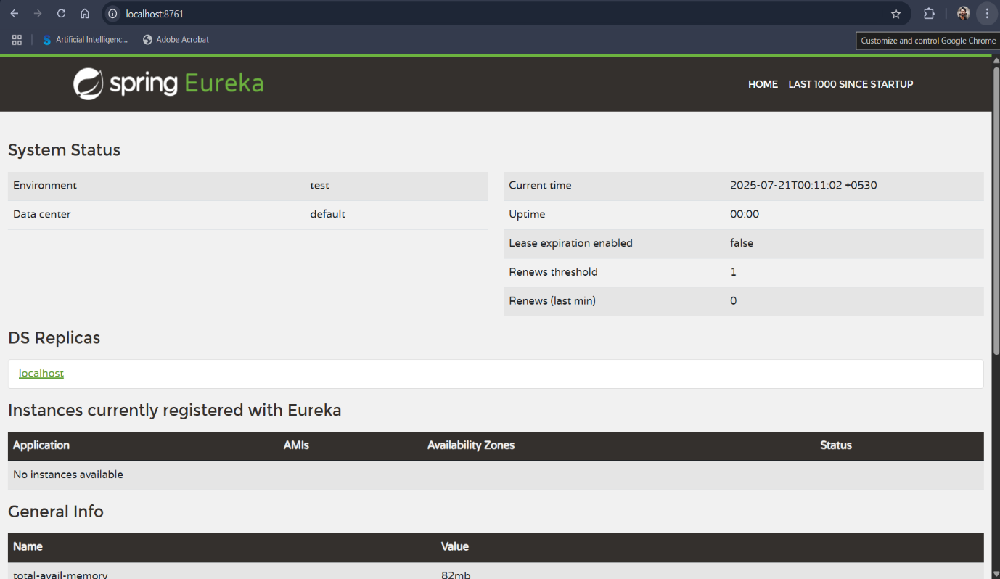 localhost:8761
Artificial Intelligenc...
Adobe Acrobat
Customize and control Google Chrome
spring Eureka
HOME LAST 1000 SINCE STARTUP
System Status
Environment test
Data center default
Current time 2025-07-21T00:11:02 +0530
Uptime 00:00
Lease expiration enabled false
Renews threshold 1
Renews (last min) 0
DS Replicas
localhost
Instances currently registered with Eureka
Application AMIs Availability Zones Status
No instances available
General Info
Name Value
total-avail-memory 82mb